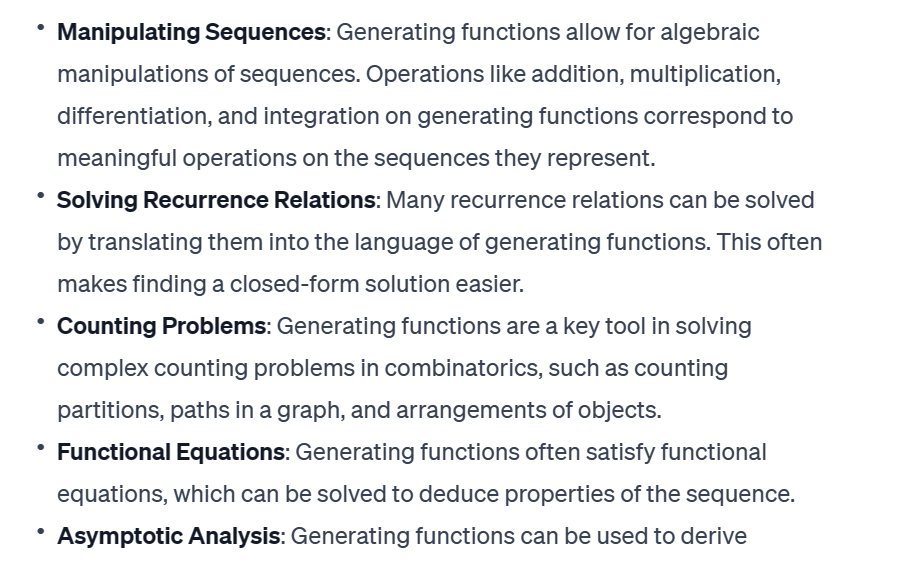 • Manipulating Sequences: Generating functions allow for algebraic
manipulations of sequences. Operations like addition, multiplication,
differentiation, and integration on generating functions correspond to
meaningful operations on the sequences they represent.
• Solving Recurrence Relations: Many recurrence relations can be solved
by translating them into the language of generating functions. This often
makes finding a closed-form solution easier.
• Counting Problems: Generating functions are a key tool in solving
complex counting problems in combinatorics, such as counting
partitions, paths in a graph, and arrangements of objects.
• Functional Equations: Generating functions often satisfy functional
equations, which can be solved to deduce properties of the sequence.
• Asymptotic Analysis: Generating functions can be used to derive